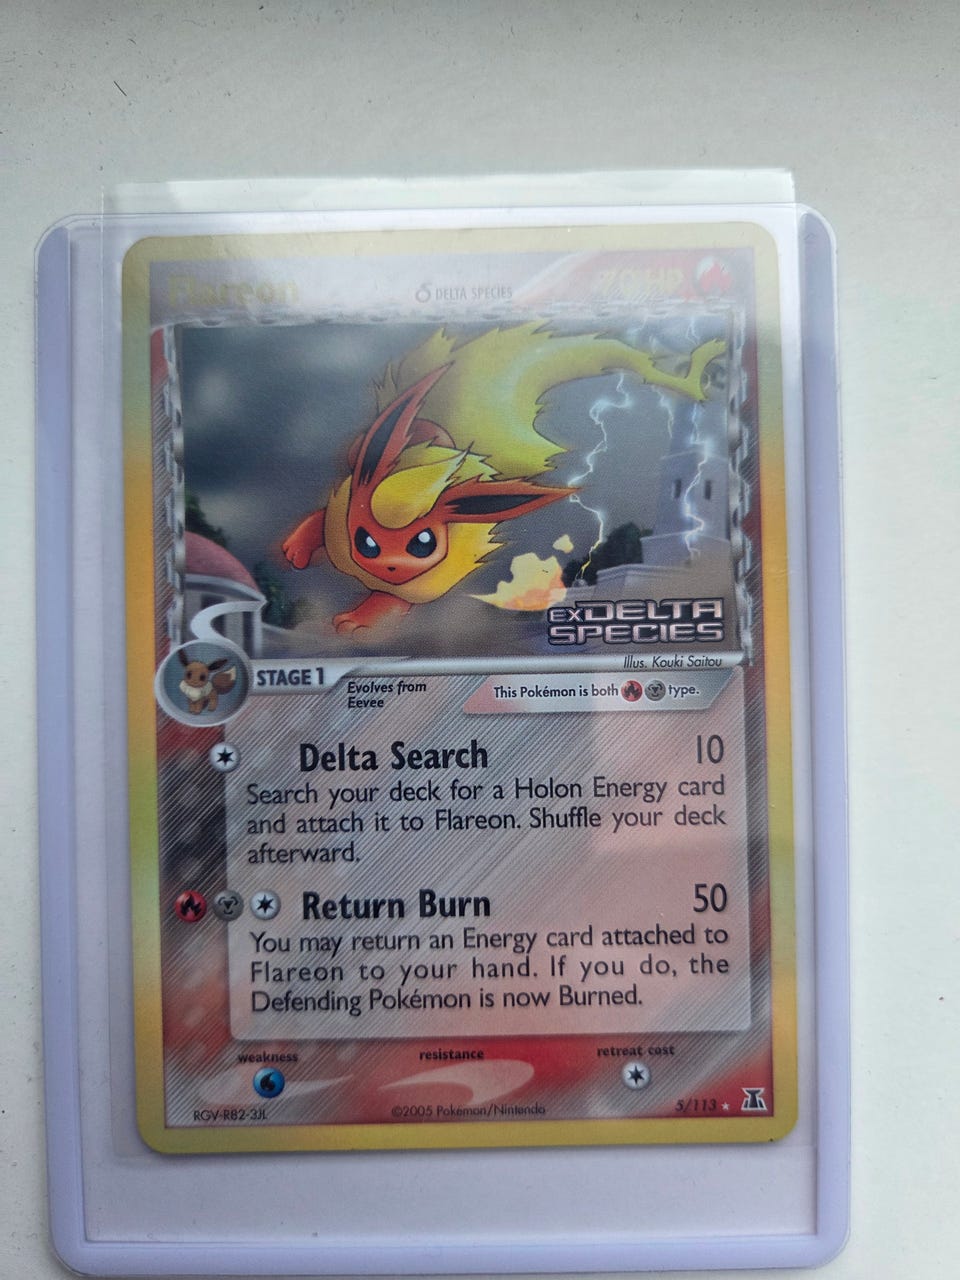 Flareon δ DELTA SPECIES 70 HP
EX DELTA
SPECIES
Illus. Kouki Saitou
STAGE 1
Evolves from
Eevee
This Pokémon is both type.
Delta Search 10
Search your deck for a Holon Energy card
and attach it to Flareon. Shuffle your deck
afterward.
Return Burn 50
You may return an Energy card attached to
Flareon to your hand. If you do, the
Defending Pokémon is now Burned.
weakness resistance retreat cost
RGV-R82-3JL ©2005 Pokémon/Nintendo 5/113 ★